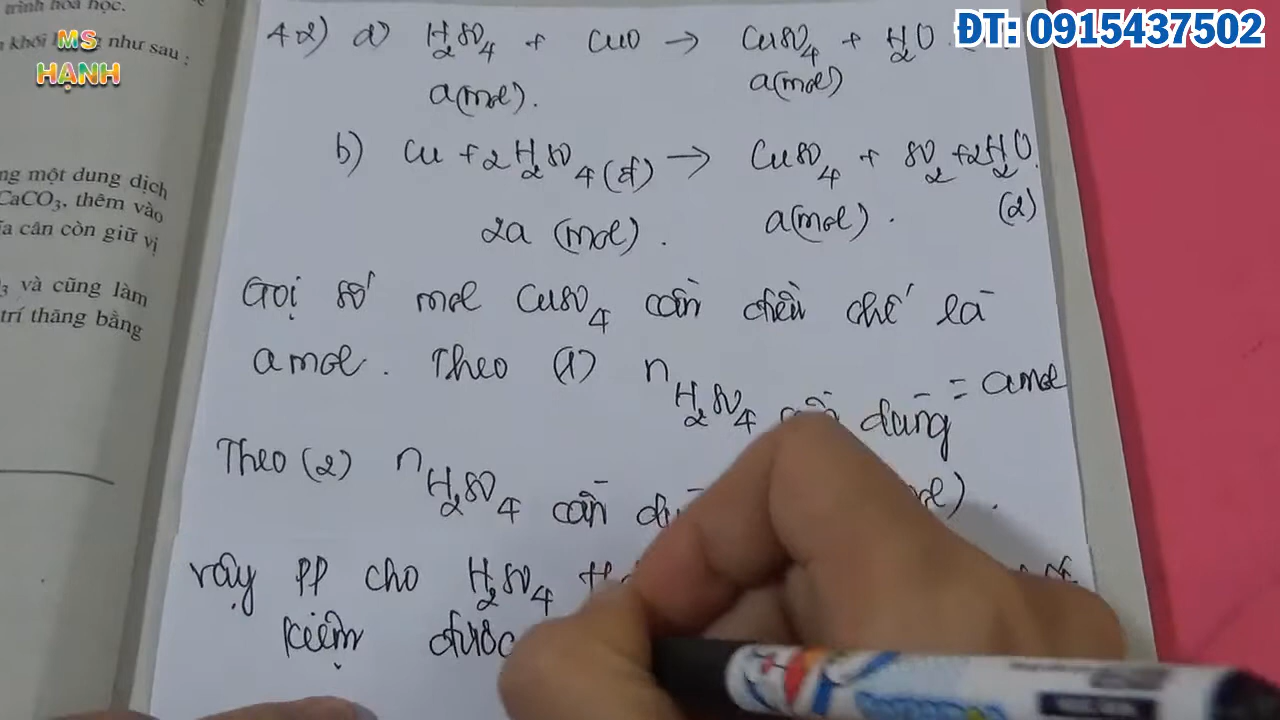 trình hóa học.
khối như sau :
MS
HẠNH
ĐT: 0915437502
42) a) H2SO4 + CuO → CuSO4 + H2O
a(mol). a(mol)
b) Cu + 2H2SO4(đ) → CuSO4 + SO2 + 2H2O.
2a (mol). a(mol). (2)
ng một dung dịch
CaCO3, thêm vào
ĩa cân còn giữ vị
3 và cũng làm
trí thăng bằng
Gọi số mol CuSO4 cần điều chế là
a mol. Theo (1) nH2SO4 cần dùng = a mol
Theo (2) nH2SO4 cần
Vậy PP cho H2SO4
kiệm được